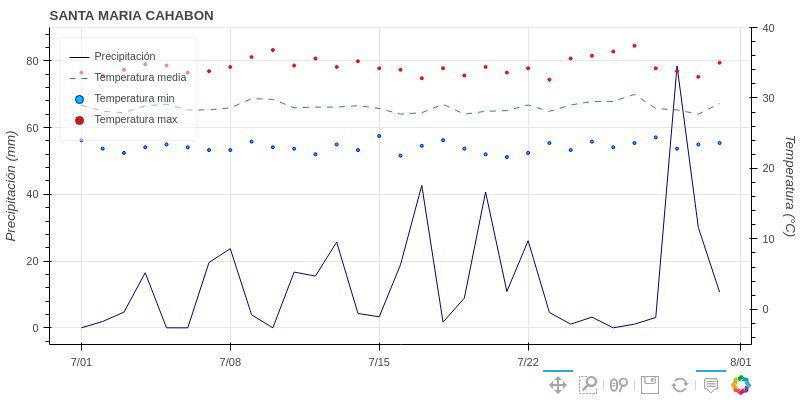 SANTA MARIA CAHABON
Precipitación
Temperatura media
Temperatura min
Temperatura max
Precipitación (mm)
0
20
40
60
80
Temperatura (°C)
0
10
20
30
40
7/01
7/08
7/15
7/22
8/01